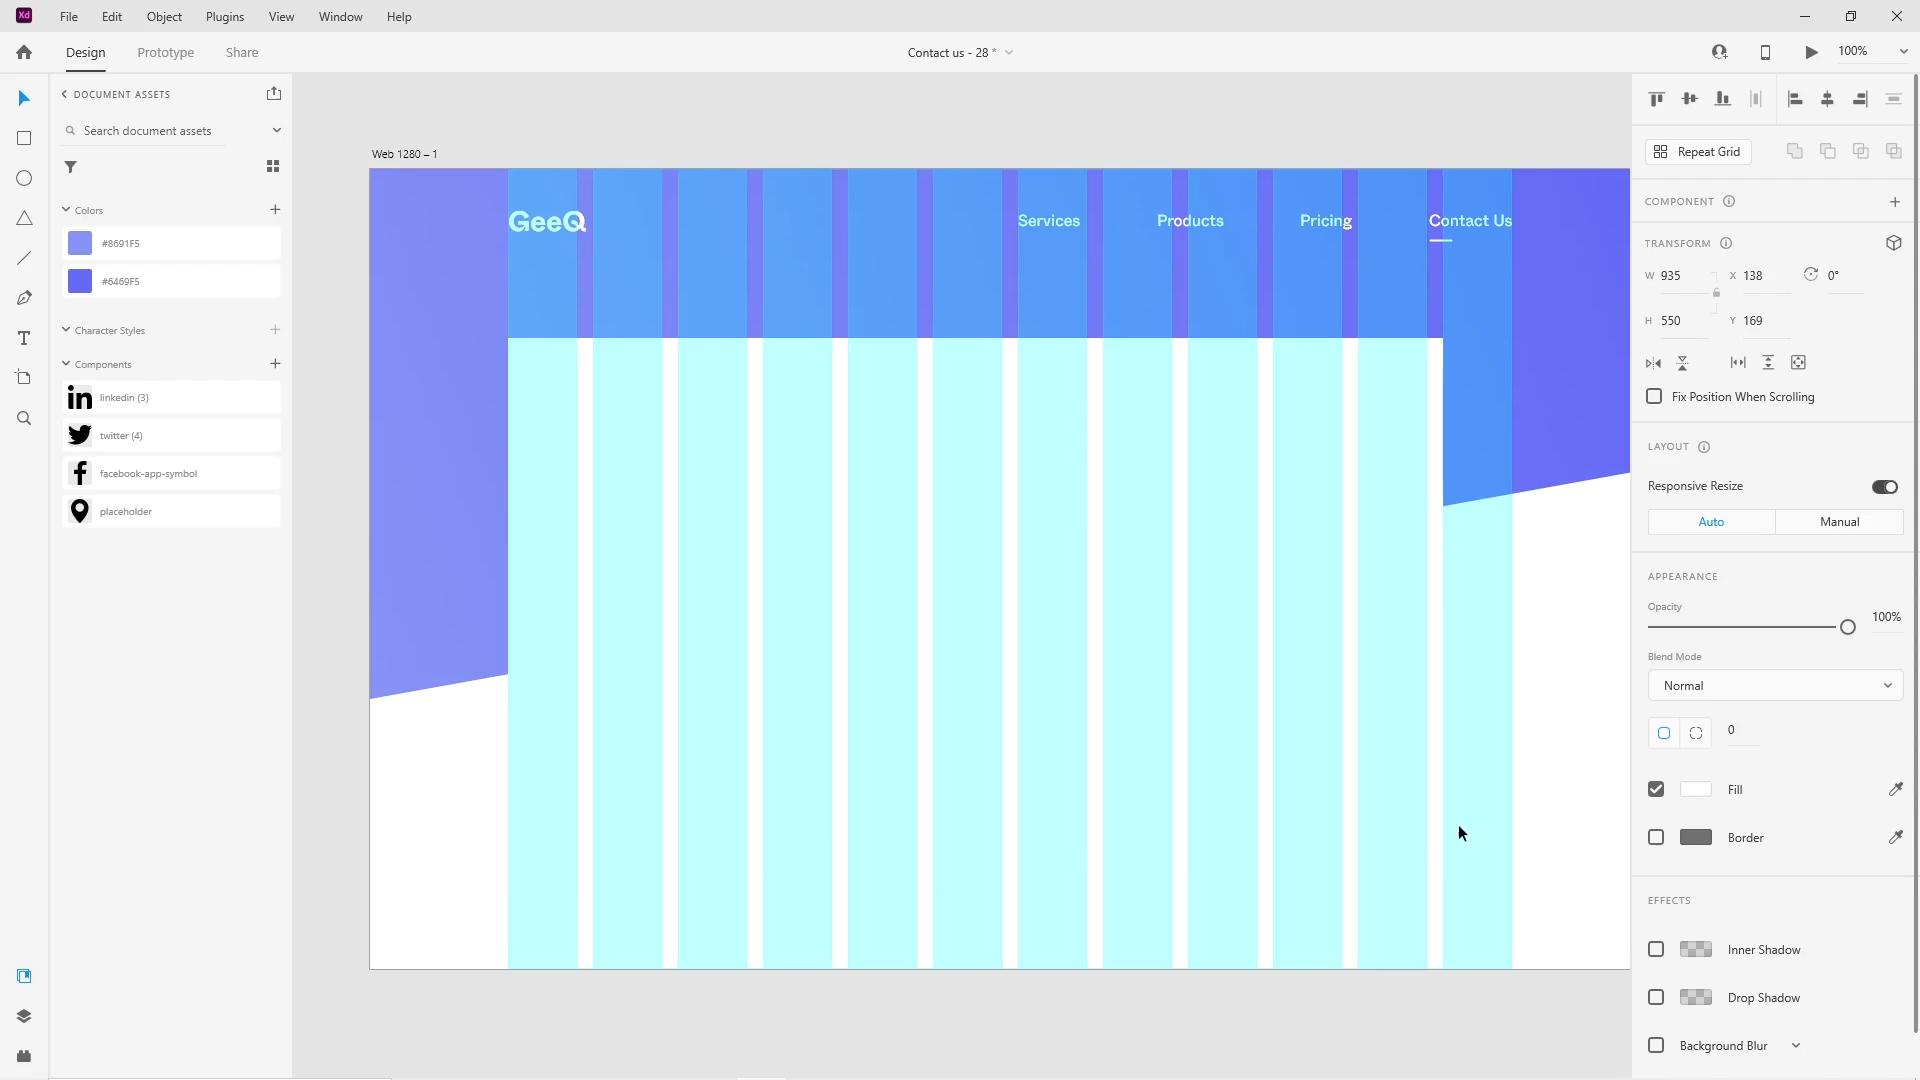 Xd File Edit Object Plugins View Window Help
Design Prototype Share
Contact us - 28 *
100%
DOCUMENT ASSETS
Search document assets
Colors
#8691F5
#6469F5
Character Styles
Components
linkedin (3)
twitter (4)
facebook-app-symbol
placeholder
Web 1280 – 1
GeeQ
Services
Products
Pricing
Contact Us
Repeat Grid
COMPONENT
TRANSFORM
W 935 X 138 0°
H 550 Y 169
Fix Position When Scrolling
LAYOUT
Responsive Resize
Auto Manual
APPEARANCE
Opacity
100%
Blend Mode
Normal
0
Fill
Border
EFFECTS
Inner Shadow
Drop Shadow
Background Blur